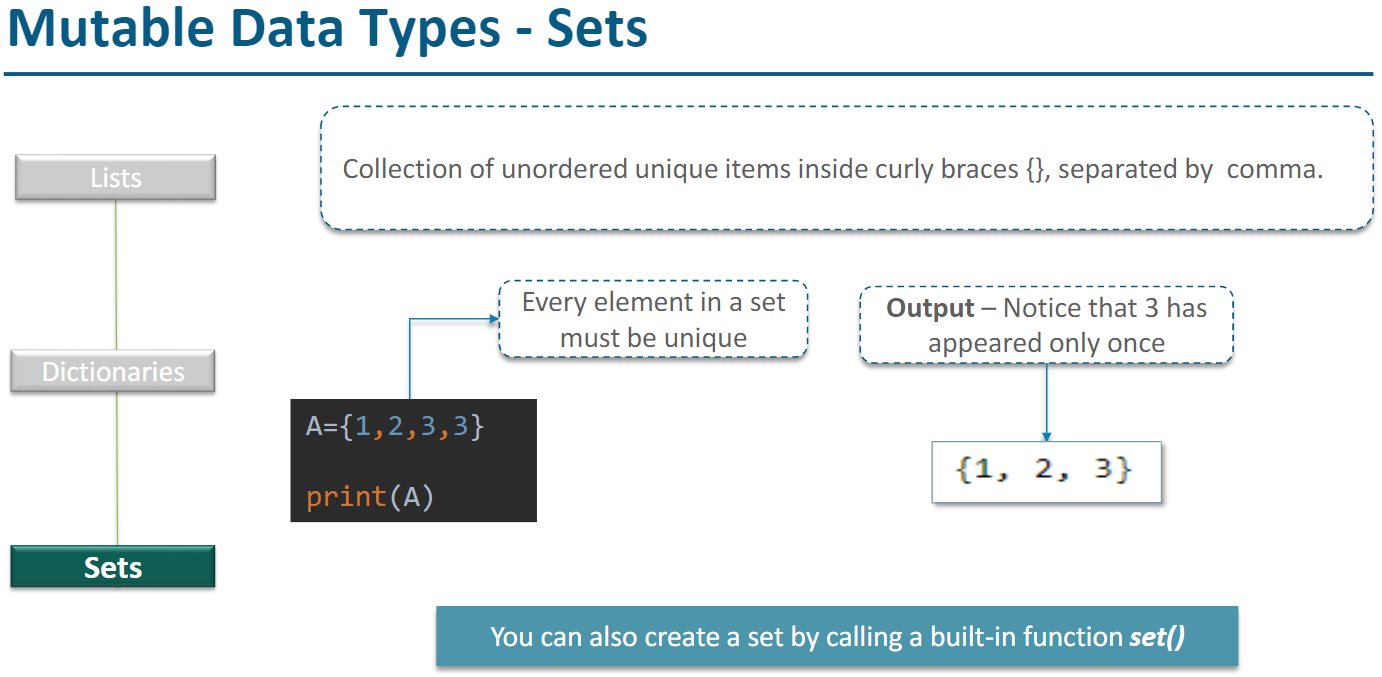 Mutable Data Types - Sets
Lists
Collection of unordered unique items inside curly braces {}, separated by comma.
Every element in a set
must be unique
Output – Notice that 3 has
appeared only once
Dictionaries
A={1,2,3,3}
print(A)
{1, 2, 3}
Sets
You can also create a set by calling a built-in function set()